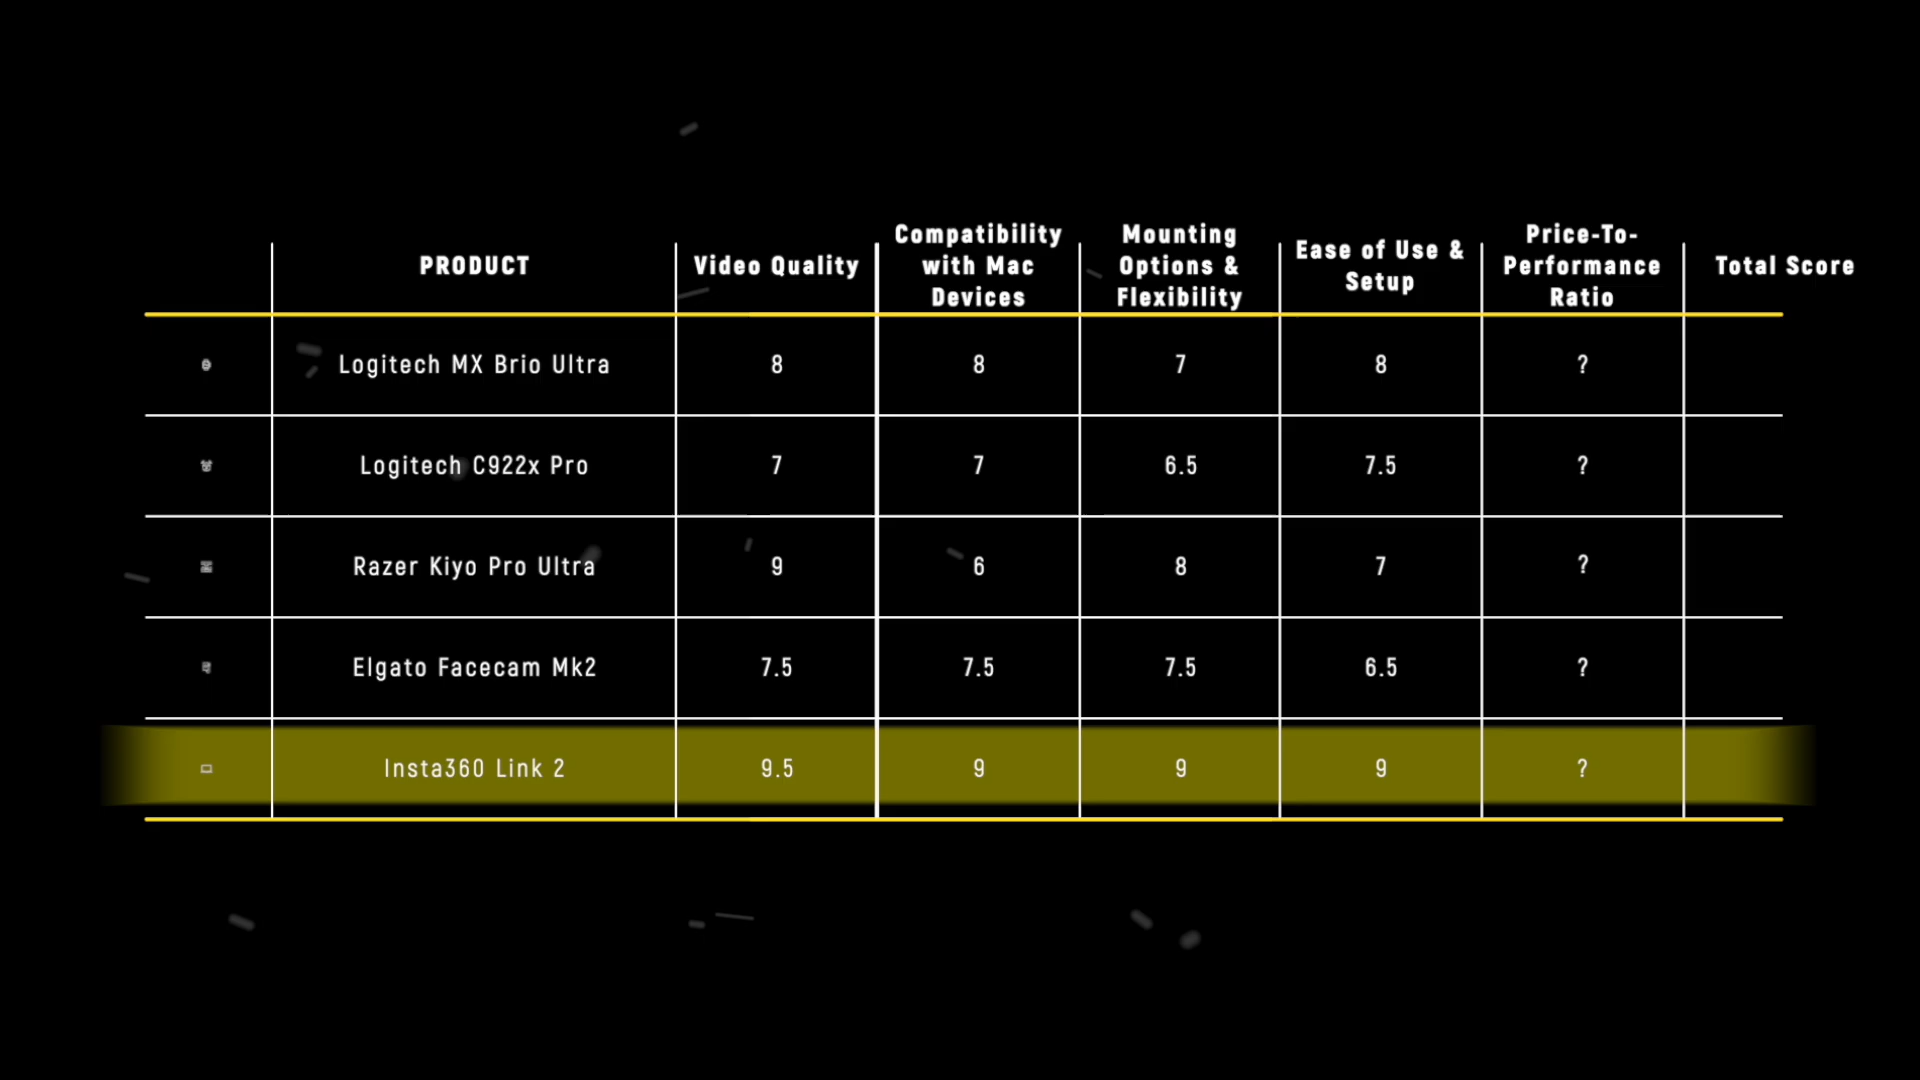 PRODUCT
Video Quality
Compatibility
with Mac
Devices
Mounting
Options &
Flexibility
Ease of Use &
Setup
Price-To-
Performance
Ratio
Total Score
Logitech MX Brio Ultra 8 8 7 8 ?
Logitech C922x Pro 7 7 6.5 7.5 ?
Razer Kiyo Pro Ultra 9 6 8 7 ?
Elgato Facecam Mk2 7.5 7.5 7.5 6.5 ?
Insta360 Link 2 9.5 9 9 9 ?